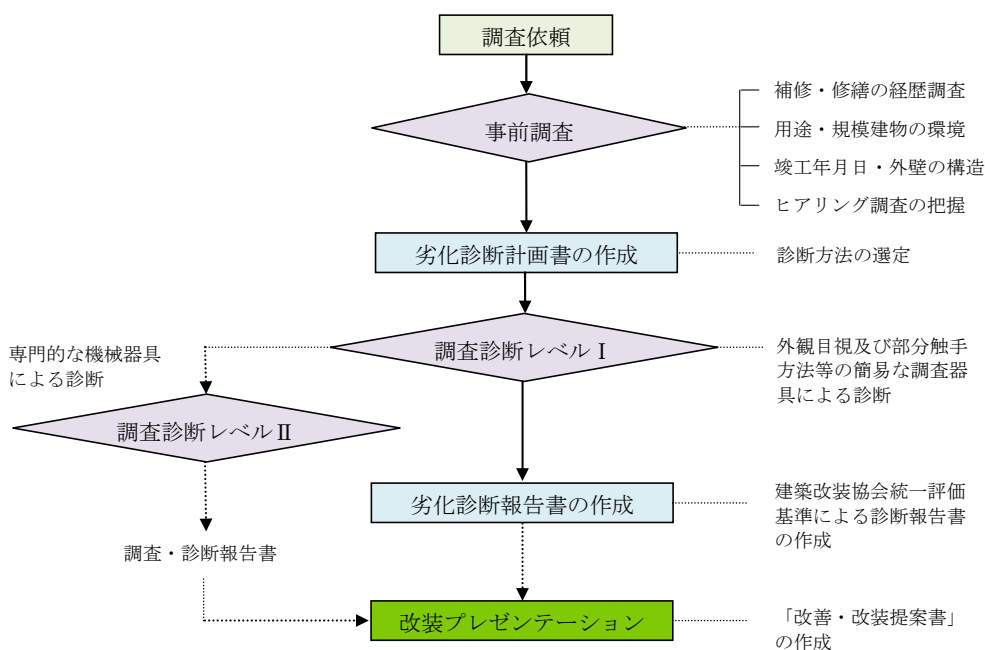 調査依頼
事前調査
補修・修繕の経歴調査
用途・規模建物の環境
竣工年月日・外壁の構造
ヒアリング調査の把握
劣化診断計画書の作成
診断方法の選定
調査診断レベルⅠ
外観目視及び部分触手
方法等の簡易な調査器
具による診断
専門的な機械器具
による診断
調査診断レベルⅡ
劣化診断報告書の作成
建築改装協会統一評価
基準による診断報告書
の作成
調査・診断報告書
改装プレゼンテーション
「改善・改装提案書」
の作成